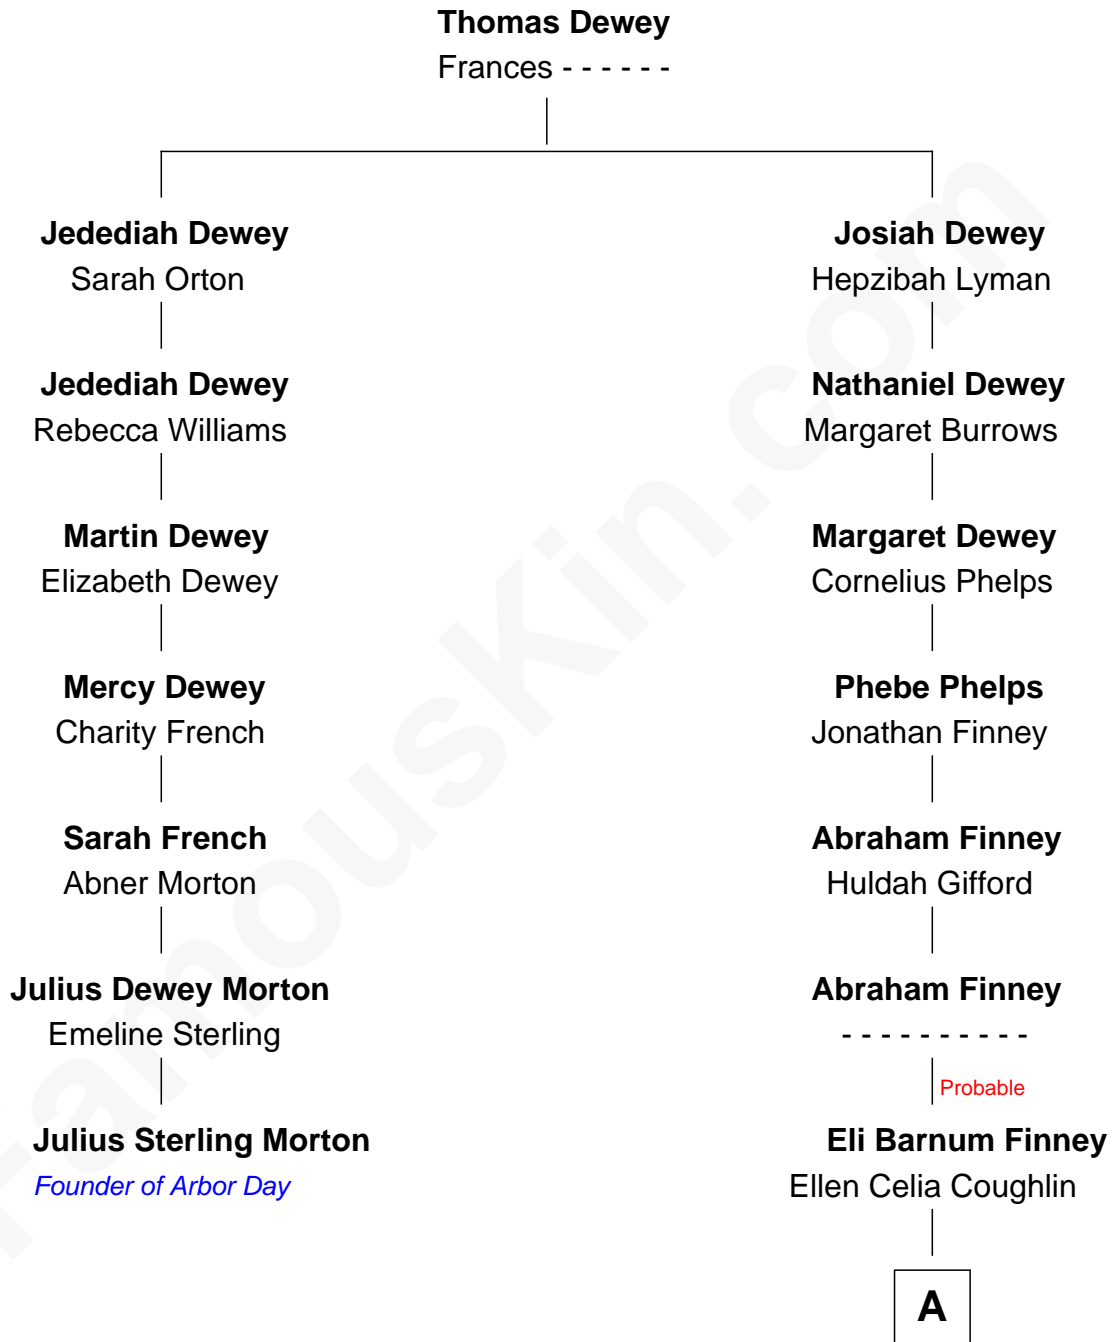 Thomas Dewey
Frances - - - - - -
Jedediah Dewey
Sarah Orton
Josiah Dewey
Hepzibah Lyman
Jedediah Dewey
Rebecca Williams
Nathaniel Dewey
Margaret Burrows
Martin Dewey
Elizabeth Dewey
Margaret Dewey
Cornelius Phelps
Mercy Dewey
Charity French
Phebe Phelps
Jonathan Finney
Sarah French
Abner Morton
Abraham Finney
Huldah Gifford
Julius Dewey Morton
Emeline Sterling
Abraham Finney
- - - - - - - - - -
Probable
Julius Sterling Morton
Founder of Arbor Day
Eli Barnum Finney
Ellen Celia Coughlin
A
FamousKin.com